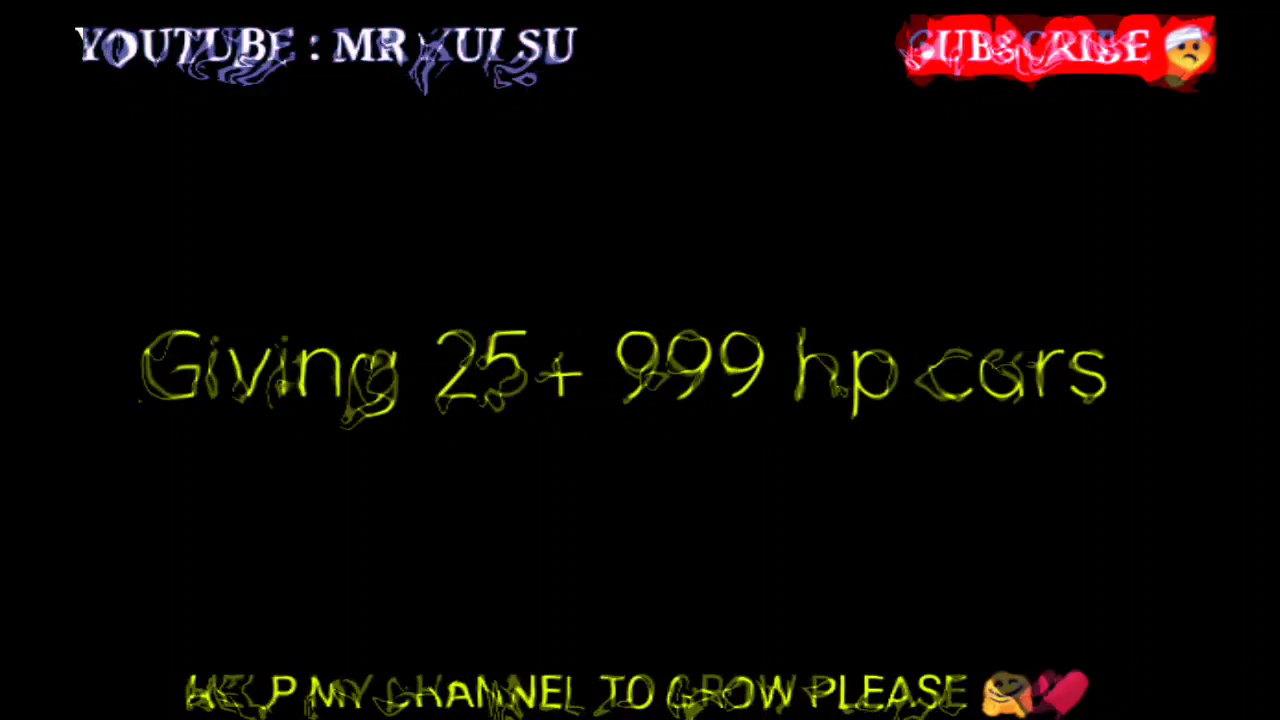 YOUTUBE : MR KULSU
SUBSCRIBE 🤕
Giving 25+ 999 hp cars
HELP MY CHANNEL TO GROW PLEASE 🤗❤